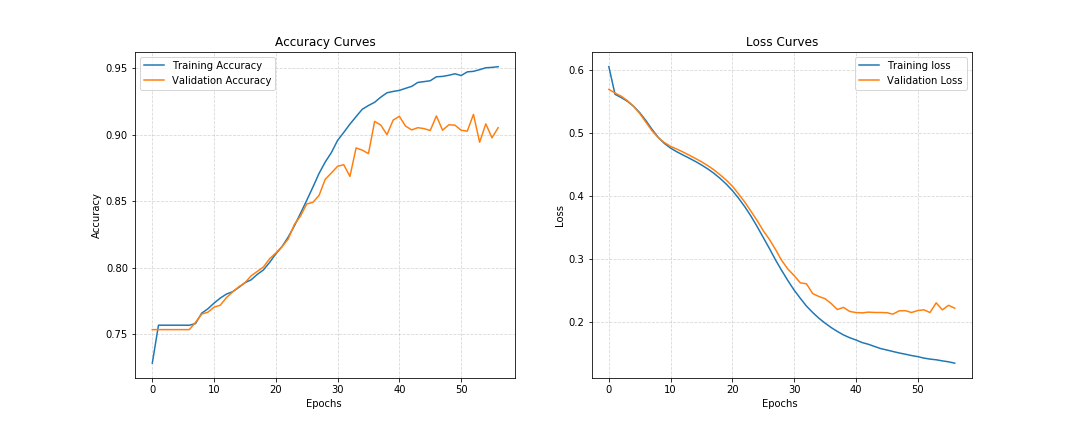 Accuracy Curves
Training Accuracy
Validation Accuracy
0.95
0.90
0.85
0.80
0.75
Accuracy
0 10 20 30 40 50
Epochs
Loss Curves
Training loss
Validation Loss
0.6
0.5
0.4
0.3
0.2
Loss
0 10 20 30 40 50
Epochs